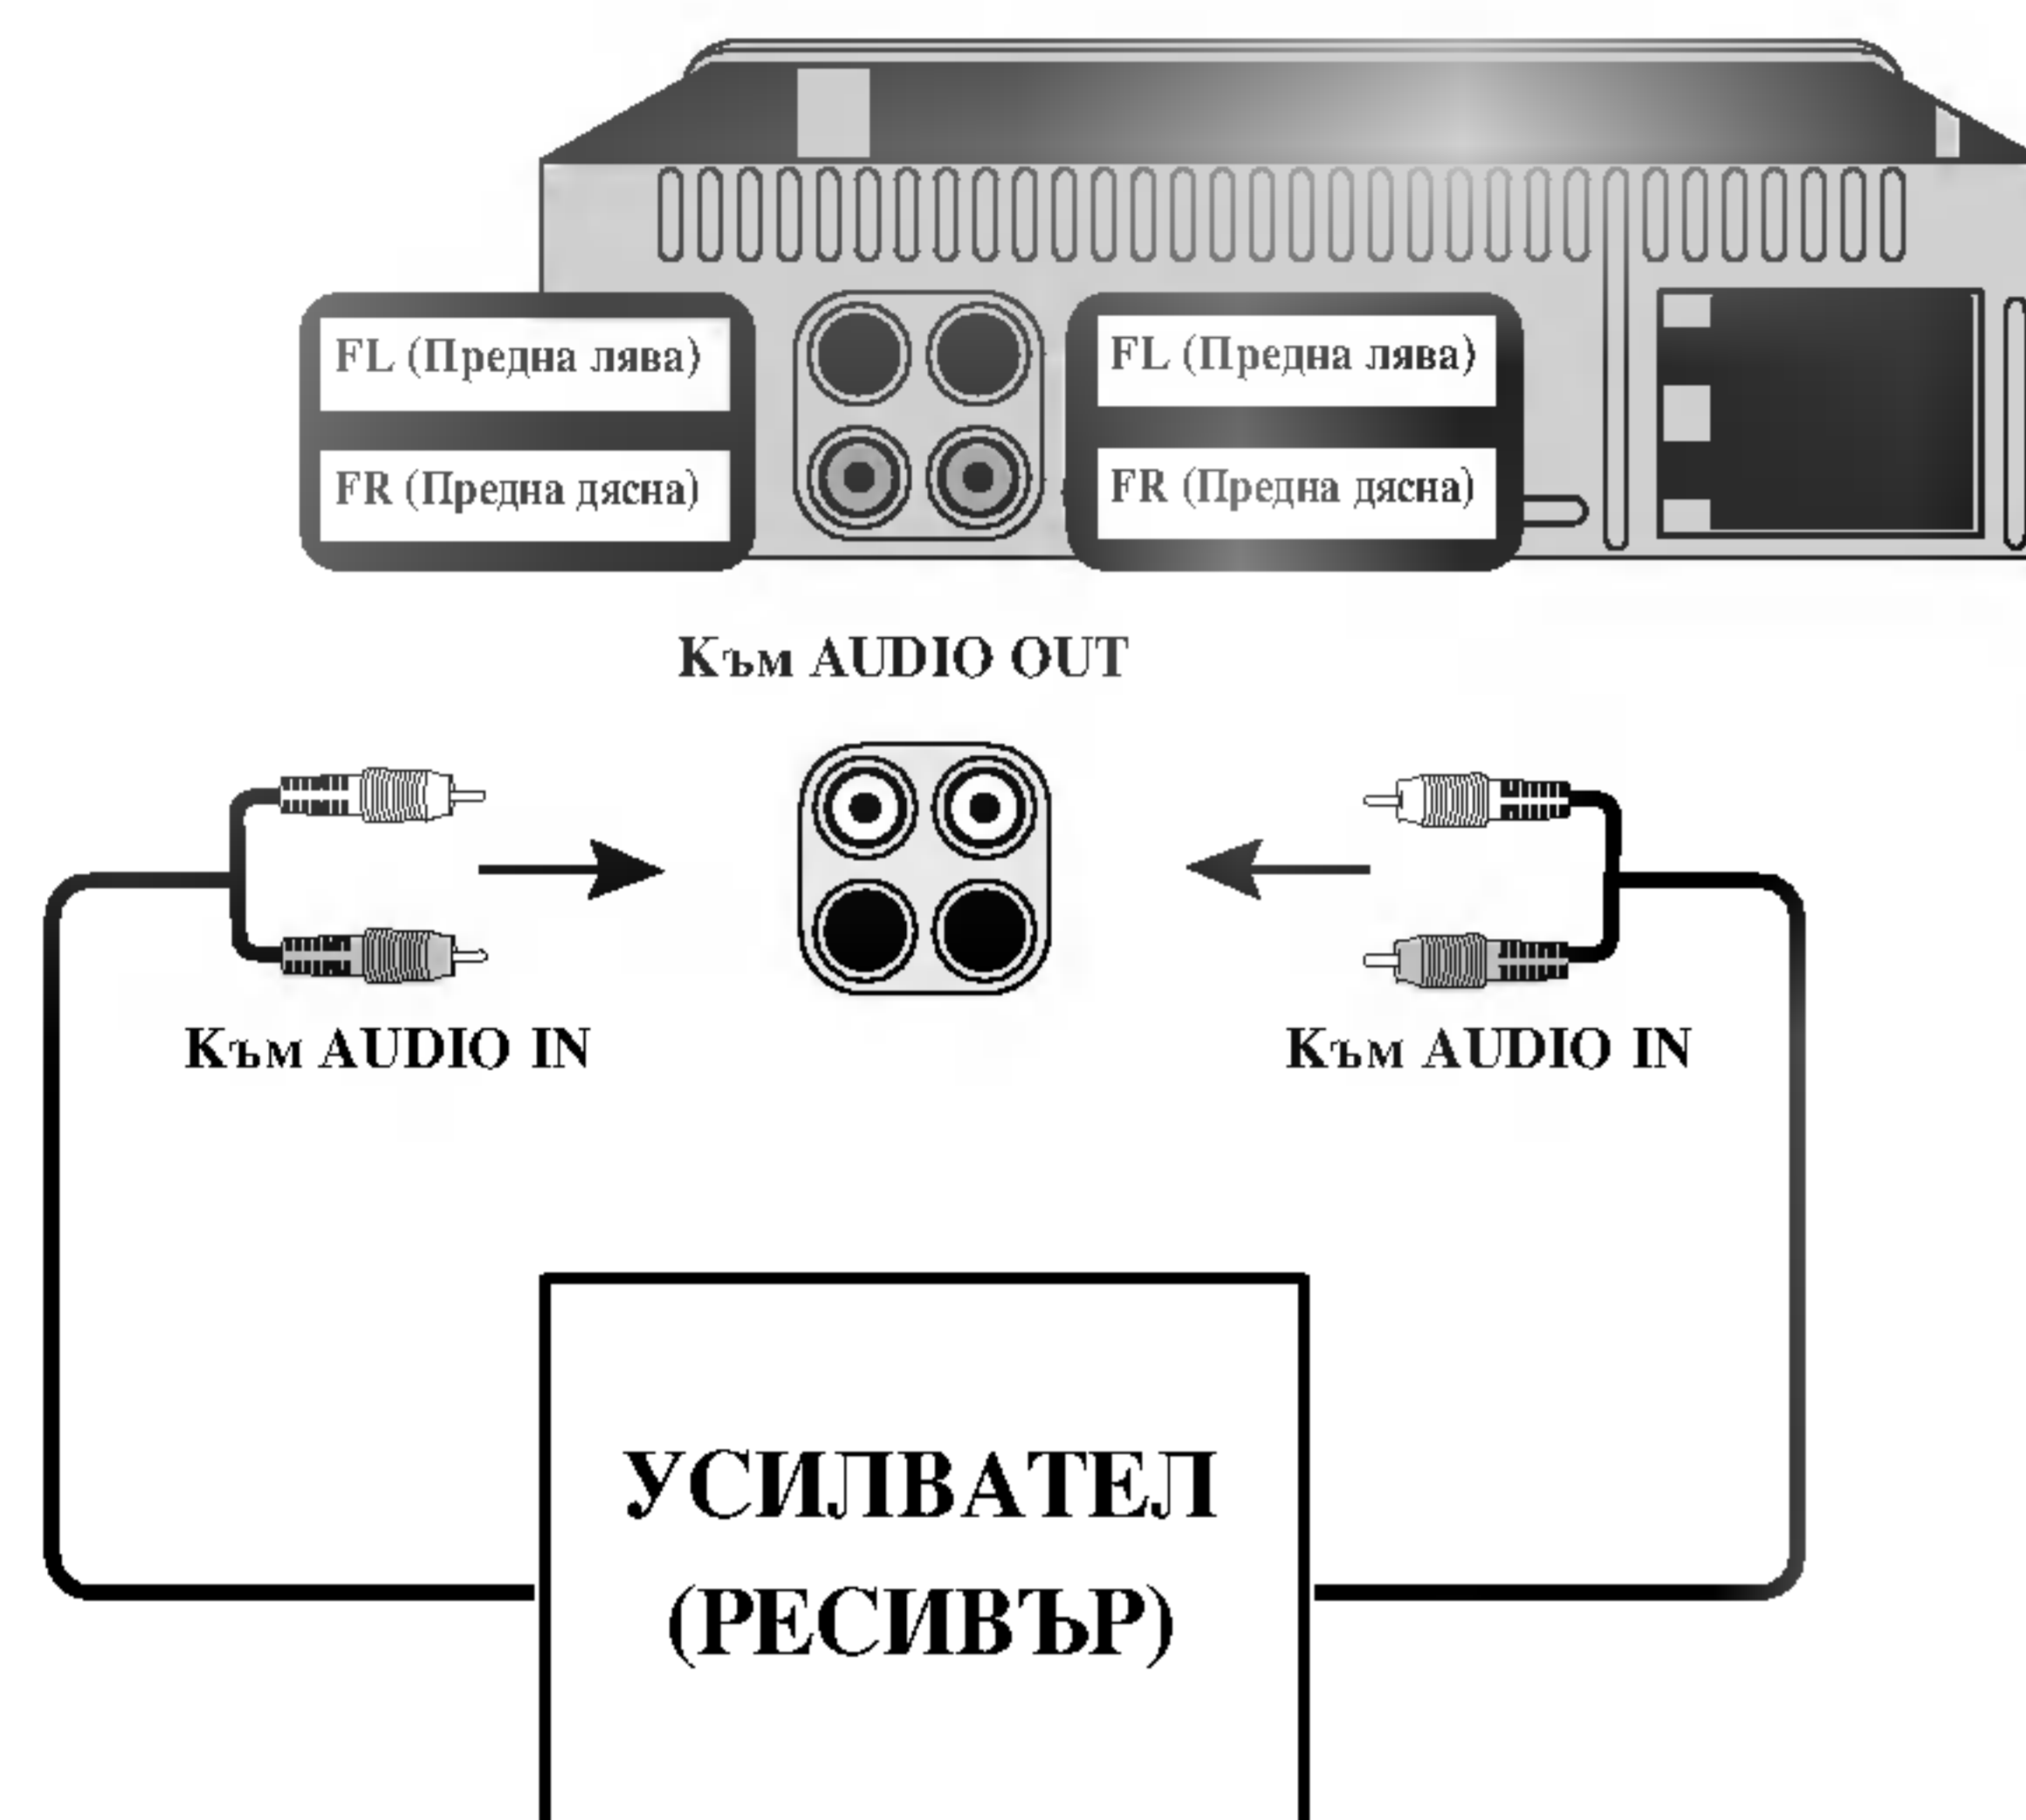 FL (Предна лява)
FR (Предна дясна)
FL (Предна лява)
FR (Предна дясна)
Към AUDIO OUT
Към AUDIO IN
Към AUDIO IN
УСИЛВАТЕЛ
(РЕСИВЪР)